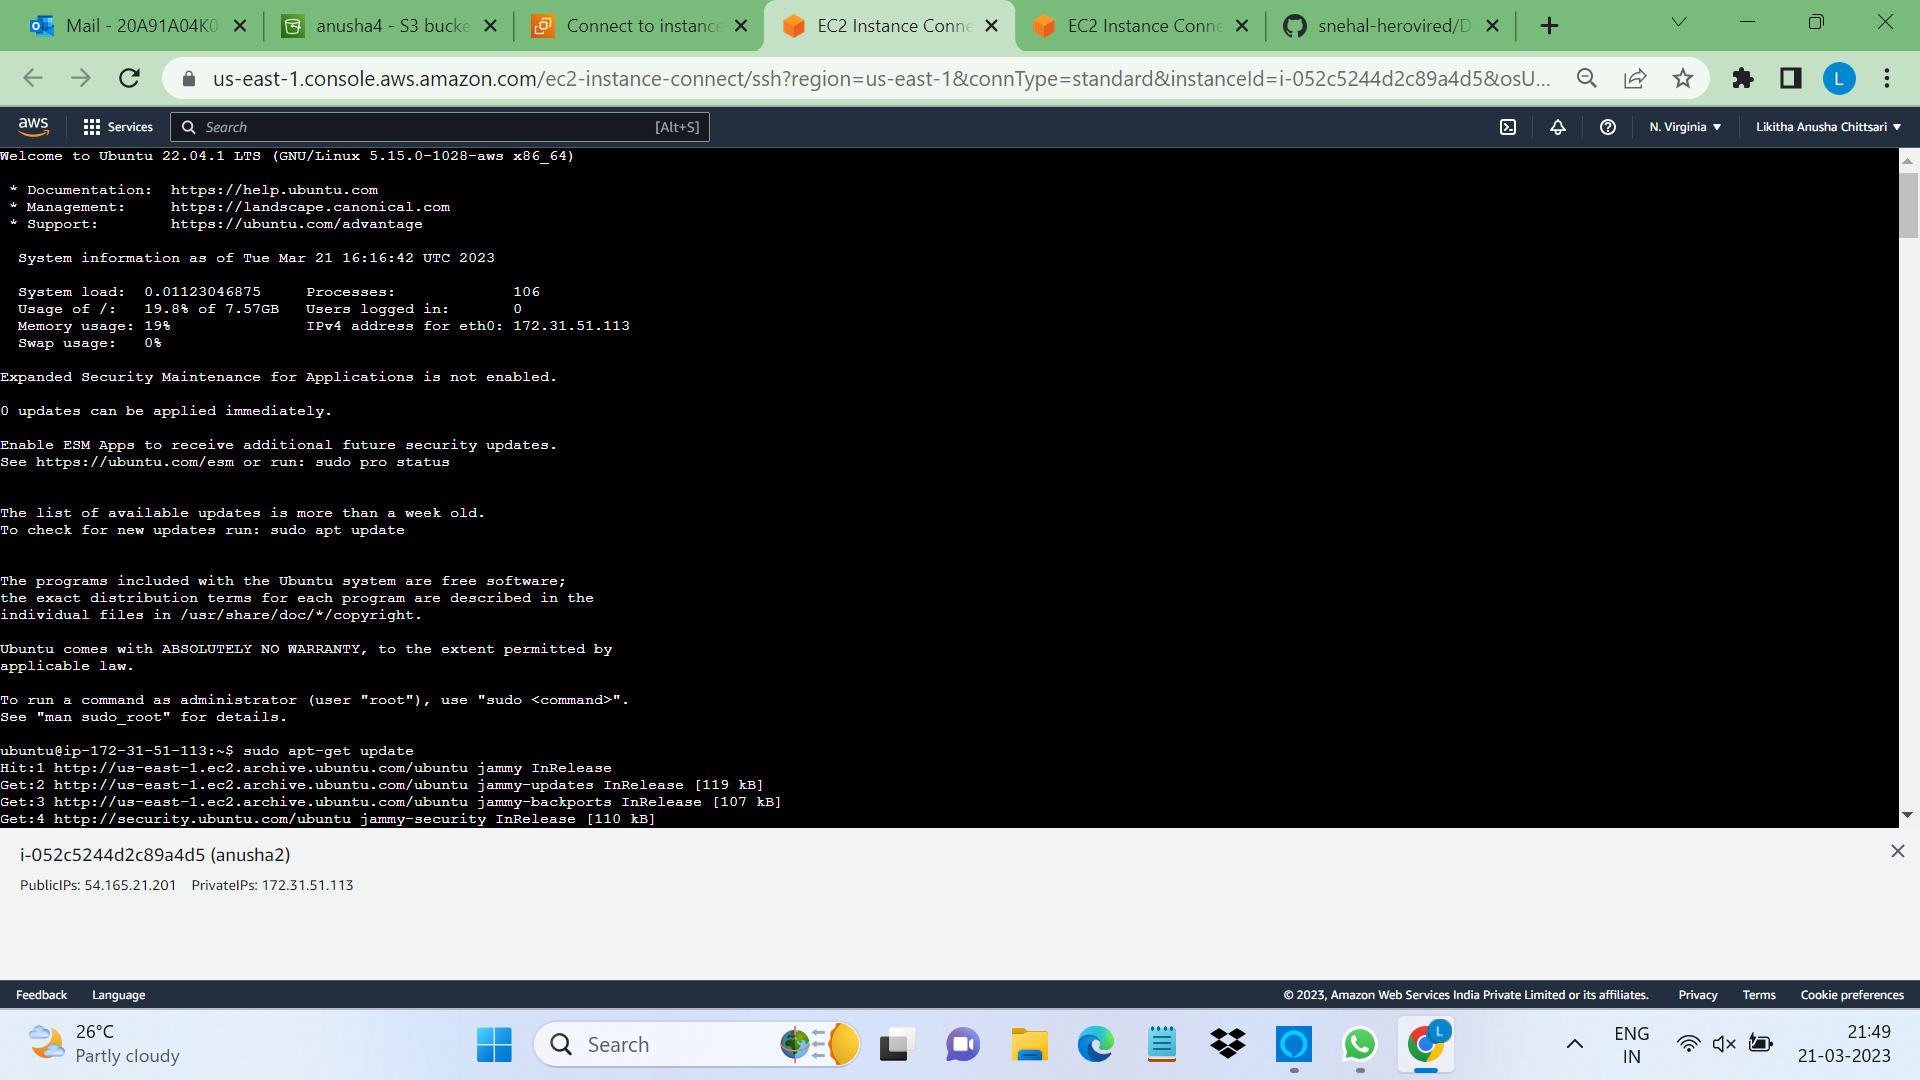 Mail - 20A91A04K0
anusha4 - S3 bucke
Connect to instance
EC2 Instance Conne
EC2 Instance Conne
snehal-herovired/D
us-east-1.console.aws.amazon.com/ec2-instance-connect/ssh?region=us-east-1&connType=standard&instanceId=i-052c5244d2c89a4d5&osU...
L
aws
Services
Search
[Alt+S]
N. Virginia
Likitha Anusha Chittsari
Welcome to Ubuntu 22.04.1 LTS (GNU/Linux 5.15.0-1028-aws x86_64)
* Documentation: https://help.ubuntu.com
* Management: https://landscape.canonical.com
* Support: https://ubuntu.com/advantage
System information as of Tue Mar 21 16:16:42 UTC 2023
System load: 0.01123046875 Processes: 106
Usage of /: 19.8% of 7.57GB Users logged in: 0
Memory usage: 19% IPv4 address for eth0: 172.31.51.113
Swap usage: 0%
Expanded Security Maintenance for Applications is not enabled.
0 updates can be applied immediately.
Enable ESM Apps to receive additional future security updates.
See https://ubuntu.com/esm or run: sudo pro status
The list of available updates is more than a week old.
To check for new updates run: sudo apt update
The programs included with the Ubuntu system are free software;
the exact distribution terms for each program are described in the
individual files in /usr/share/doc/*/copyright.
Ubuntu comes with ABSOLUTELY NO WARRANTY, to the extent permitted by
applicable law.
To run a command as administrator (user "root"), use "sudo <command>".
See "man sudo_root" for details.
ubuntu@ip-172-31-51-113:~$ sudo apt-get update
Hit:1 http://us-east-1.ec2.archive.ubuntu.com/ubuntu jammy InRelease
Get:2 http://us-east-1.ec2.archive.ubuntu.com/ubuntu jammy-updates InRelease [119 kB]
Get:3 http://us-east-1.ec2.archive.ubuntu.com/ubuntu jammy-backports InRelease [107 kB]
Get:4 http://security.ubuntu.com/ubuntu jammy-security InRelease [110 kB]
i-052c5244d2c89a4d5 (anusha2)
PublicIPs: 54.165.21.201 PrivateIPs: 172.31.51.113
Feedback
Language
© 2023, Amazon Web Services India Private Limited or its affiliates.
Privacy
Terms
Cookie preferences
26°C
Partly cloudy
Search
L
ENG
IN
21:49
21-03-2023